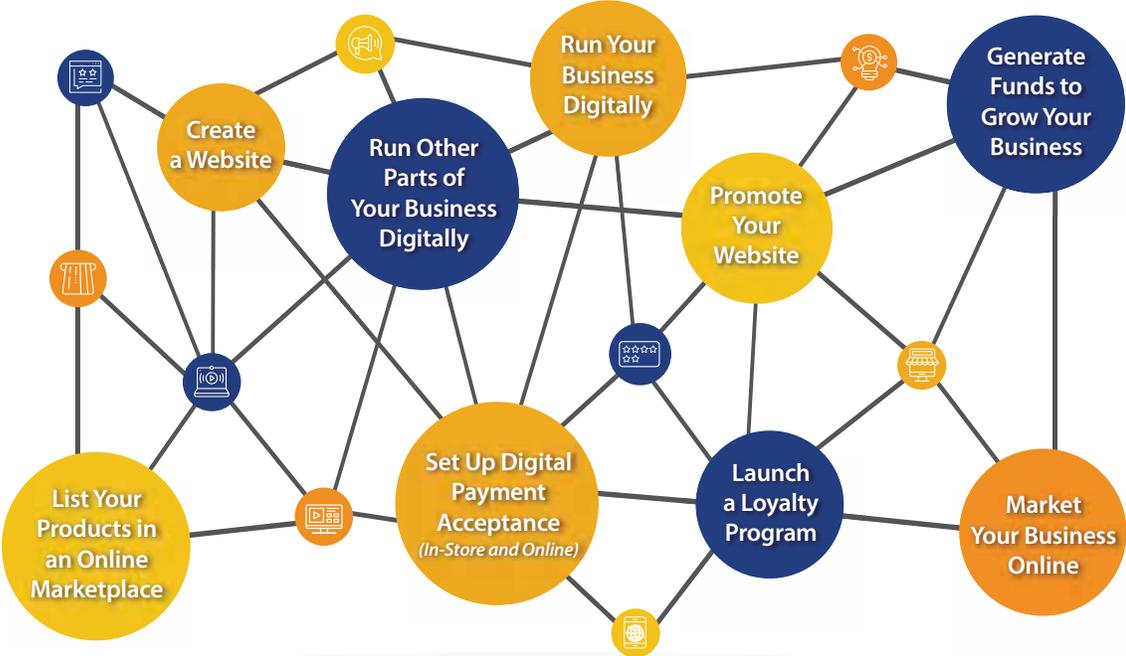 Run Your
Business
Digitally
Generate
Funds to
Grow Your
Business
Create
a Website
Run Other
Parts of
Your Business
Digitally
Promote
Your
Website
List Your
Products in
an Online
Marketplace
Set Up Digital
Payment
Acceptance
(In-Store and Online)
Launch
a Loyalty
Program
Market
Your Business
Online